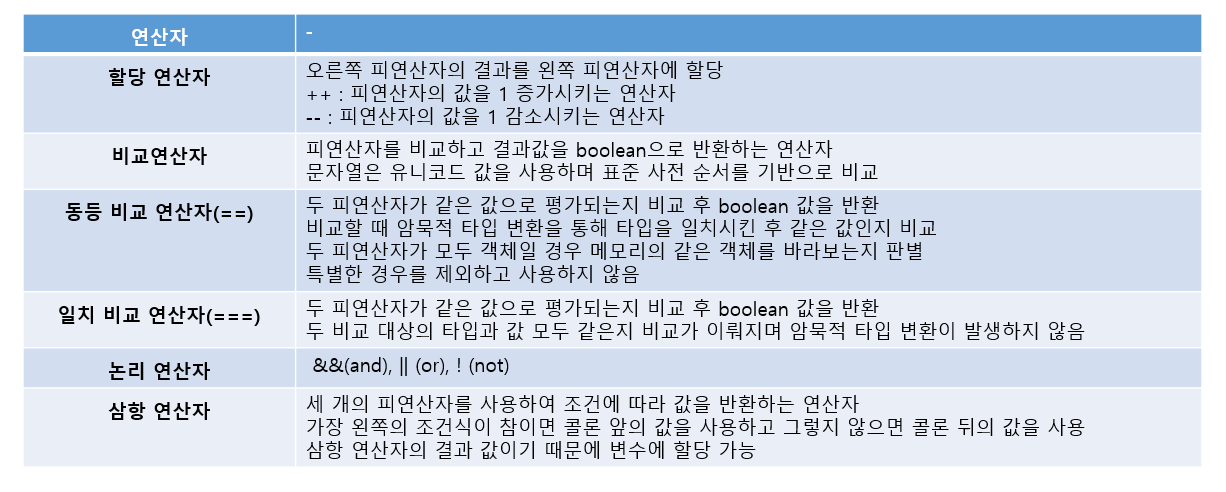 연산자
-
할당 연산자
오른쪽 피연산자의 결과를 왼쪽 피연산자에 할당
++ : 피연산자의 값을 1 증가시키는 연산자
-- : 피연산자의 값을 1 감소시키는 연산자
비교연산자
피연산자를 비교하고 결과값을 boolean으로 반환하는 연산자
문자열은 유니코드 값을 사용하며 표준 사전 순서를 기반으로 비교
동등 비교 연산자(==)
두 피연산자가 같은 값으로 평가되는지 비교 후 boolean 값을 반환
비교할 때 암묵적 타입 변환을 통해 타입을 일치시킨 후 같은 값인지 비교
두 피연산자가 모두 객체일 경우 메모리의 같은 객체를 바라보는지 판별
특별한 경우를 제외하고 사용하지 않음
일치 비교 연산자(===)
두 피연산자가 같은 값으로 평가되는지 비교 후 boolean 값을 반환
두 비교 대상의 타입과 값 모두 같은지 비교가 이뤄지며 암묵적 타입 변환이 발생하지 않음
논리 연산자
&&(and), || (or), ! (not)
삼항 연산자
세 개의 피연산자를 사용하여 조건에 따라 값을 반환하는 연산자
가장 왼쪽의 조건식이 참이면 콜론 앞의 값을 사용하고 그렇지 않으면 콜론 뒤의 값을 사용
삼항 연산자의 결과 값이기 때문에 변수에 할당 가능